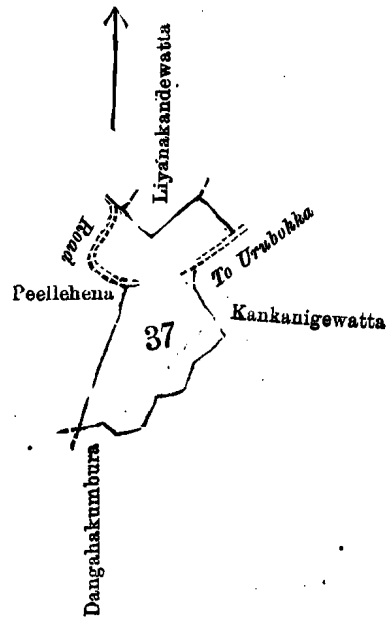 Liyanakandewatta
Road
To Urubokka
Peellehena
Kankanigewatta
37
Dangahakumbura